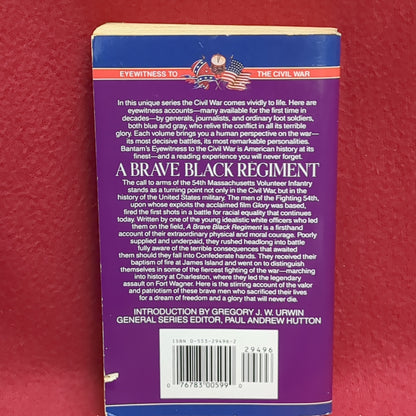 EYEWITNESS TO THE CIVIL WAR
In this unique series the Civil War comes vividly to life. Here are
eyewitness accounts—many available for the first time in
decades—by generals, journalists, and ordinary foot soldiers,
both blue and gray, who relive the conflict in all its terrible
glory. Each volume brings you a human perspective on the war—
its most decisive battles, its most remarkable personalities.
Bantam's Eyewitness to the Civil War is American history at its
finest—and a reading experience you will never forget.
A BRAVE BLACK REGIMENT
The call to arms of the 54th Massachusetts Volunteer Infantry
stands as a turning point not only in the Civil War, but in the
history of the United States military. The men of the Fighting 54th,
upon whose exploits the acclaimed film Glory was based,
fired the first shots in a battle for racial equality that continues
today. Written by one of the young idealistic white officers who led
them on the field, A Brave Black Regiment is a firsthand
account of their extraordinary physical and moral courage. Poorly
supplied and underpaid, they rushed headlong into battle
fully aware of the terrible consequences that awaited
them should they fall into Confederate hands. They received their
baptism of fire at James Island and went on to distinguish
themselves in some of the fiercest fighting of the war—marching
into history at Charleston, where they led the legendary
assault on Fort Wagner. Here is the stirring account of the valor
and patriotism of these brave men who sacrificed their lives
for a dream of freedom and a glory that will never die.
INTRODUCTION BY GREGORY J. W. URWIN
GENERAL SERIES EDITOR, PAUL ANDREW HUTTON
ISBN 0-553-29496-2
29496
0 76783 00599 0